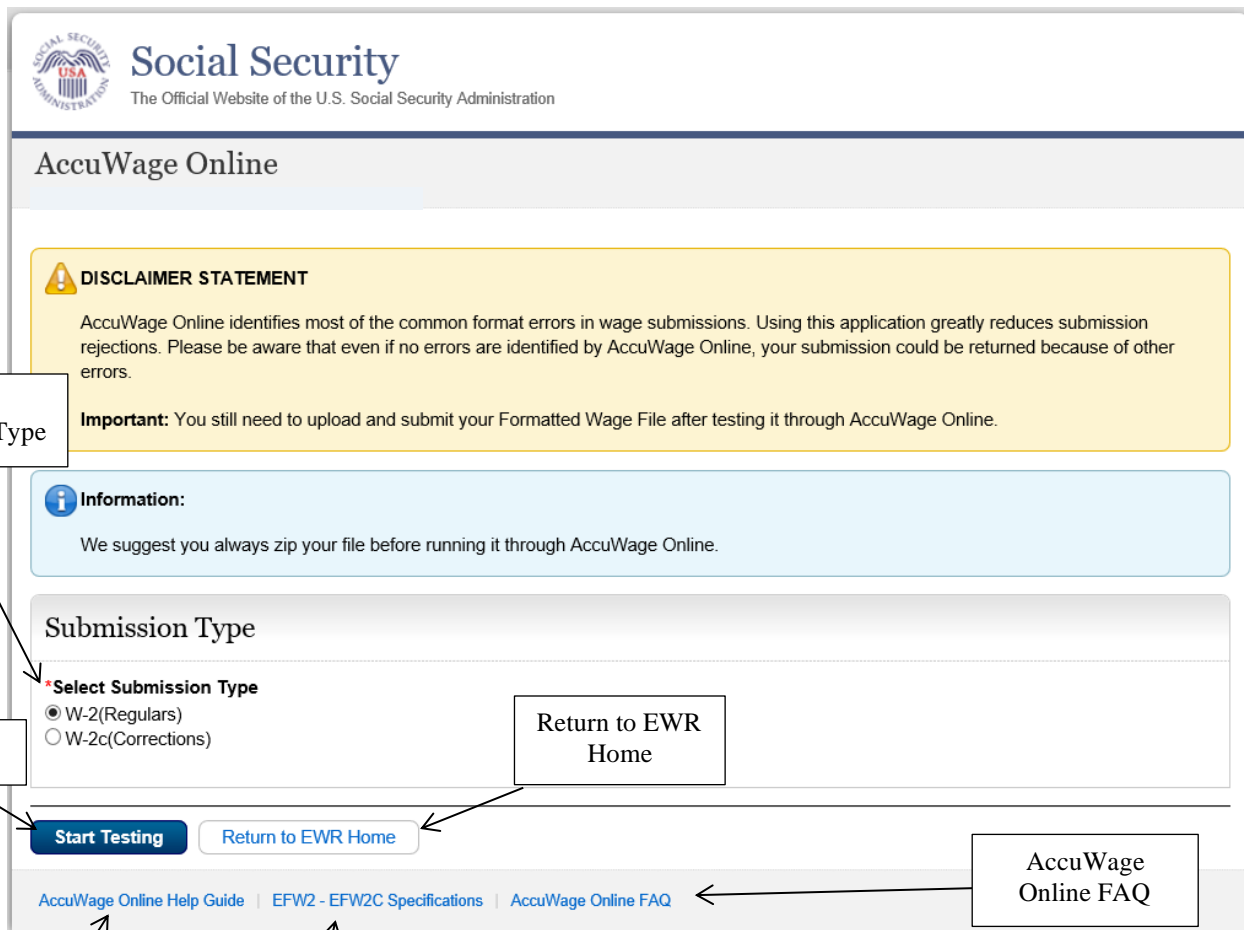 SOCIAL SECURITY ADMINISTRATION
USA
Social Security
The Official Website of the U.S. Social Security Administration
AccuWage Online
DISCLAIMER STATEMENT
AccuWage Online identifies most of the common format errors in wage submissions. Using this application greatly reduces submission
rejections. Please be aware that even if no errors are identified by AccuWage Online, your submission could be returned because of other
errors.
Type
Important: You still need to upload and submit your Formatted Wage File after testing it through AccuWage Online.
Information:
We suggest you always zip your file before running it through AccuWage Online.
Submission Type
*Select Submission Type
W-2(Regulars)
W-2c(Corrections)
Return to EWR
Home
Start Testing
Return to EWR Home
AccuWage
Online FAQ
AccuWage Online Help Guide | EFW2 - EFW2C Specifications | AccuWage Online FAQ